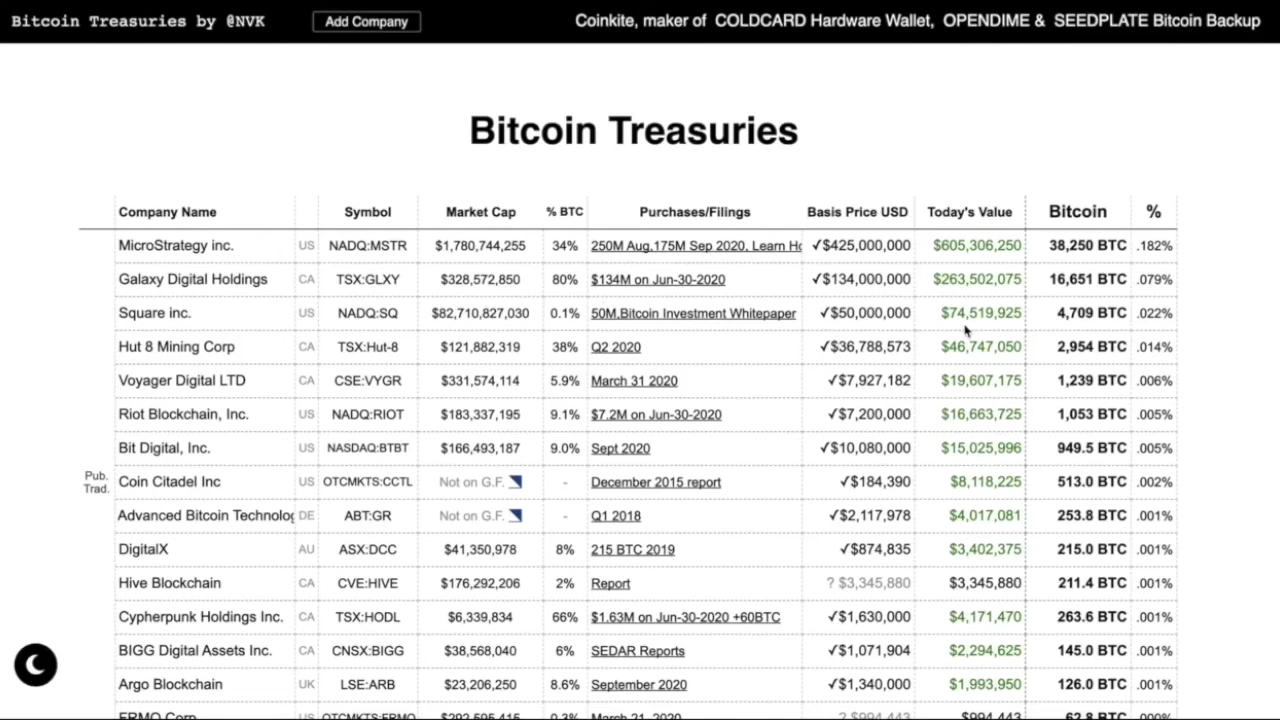 Bitcoin Treasuries by @NVK Add Company Coinkite, maker of COLDCARD Hardware Wallet, OPENDIME & SEEDPLATE Bitcoin Backup
Bitcoin Treasuries
Company Name Symbol Market Cap % BTC Purchases/Filings Basis Price USD Today's Value Bitcoin %
MicroStrategy inc. US NADQ:MSTR $1,780,744,255 34% 250M Aug,175M Sep 2020, Learn Ho ✓$425,000,000 $605,306,250 38,250 BTC .182%
Galaxy Digital Holdings CA TSX:GLXY $328,572,850 80% $134M on Jun-30-2020 ✓$134,000,000 $263,502,075 16,651 BTC .079%
Square inc. US NADQ:SQ $82,710,827,030 0.1% 50M,Bitcoin Investment Whitepaper ✓$50,000,000 $74,519,925 4,709 BTC .022%
Hut 8 Mining Corp CA TSX:Hut-8 $121,882,319 38% Q2 2020 ✓$36,788,573 $46,747,050 2,954 BTC .014%
Voyager Digital LTD CA CSE:VYGR $331,574,114 5.9% March 31 2020 ✓$7,927,182 $19,607,175 1,239 BTC .006%
Riot Blockchain, Inc. US NADQ:RIOT $183,337,195 9.1% $7.2M on Jun-30-2020 ✓$7,200,000 $16,663,725 1,053 BTC .005%
Bit Digital, Inc. US NASDAQ:BTBT $166,493,187 9.0% Sept 2020 ✓$10,080,000 $15,025,996 949.5 BTC .005%
Pub. Trad.
Coin Citadel Inc US OTCMKTS:CCTL Not on G.F. - December 2015 report ✓$184,390 $8,118,225 513.0 BTC .002%
Advanced Bitcoin Technolog DE ABT:GR Not on G.F. - Q1 2018 ✓$2,117,978 $4,017,081 253.8 BTC .001%
DigitalX AU ASX:DCC $41,350,978 8% 215 BTC 2019 ✓$874,835 $3,402,375 215.0 BTC .001%
Hive Blockchain CA CVE:HIVE $176,292,206 2% Report ? $3,345,880 $3,345,880 211.4 BTC .001%
Cypherpunk Holdings Inc. CA TSX:HODL $6,339,834 66% $1.63M on Jun-30-2020 +60BTC ✓$1,630,000 $4,171,470 263.6 BTC .001%
BIGG Digital Assets Inc. CA CNSX:BIGG $38,568,040 6% SEDAR Reports ✓$1,071,904 $2,294,625 145.0 BTC .001%
Argo Blockchain UK LSE:ARB $23,206,250 8.6% September 2020 ✓$1,340,000 $1,993,950 126.0 BTC .001%